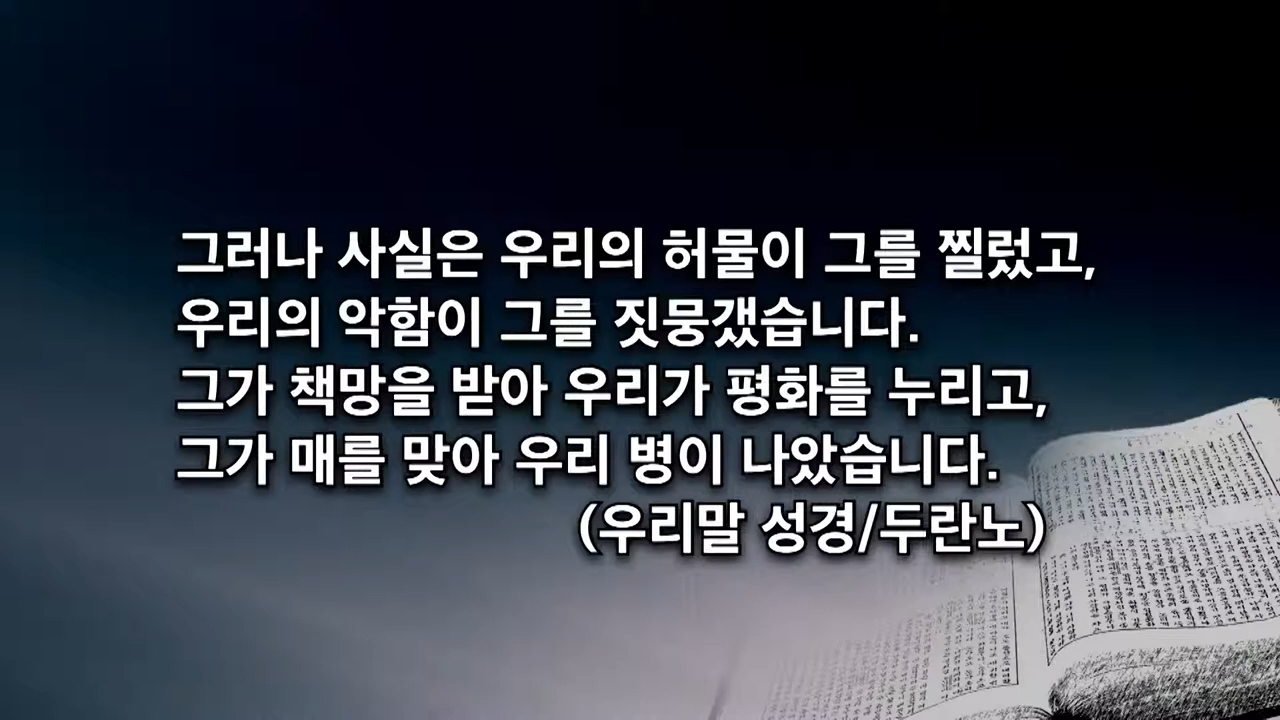 그러나 사실은 우리의 허물이 그를 찔렀고,
우리의 악함이 그를 짓뭉갰습니다.
그가 책망을 받아 우리가 평화를 누리고,
그가 매를 맞아 우리 병이 나았습니다.
(우리말 성경/두란노)